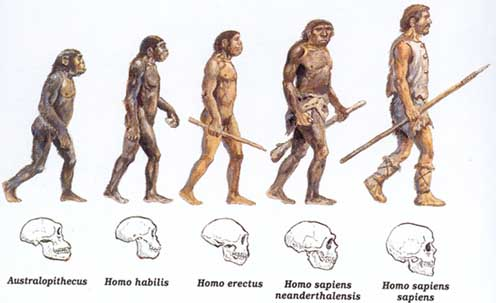 Australopithecus
Homo habilis
Homo erectus
Homo sapiens
neanderthalensis
Homo sapiens
sapiens